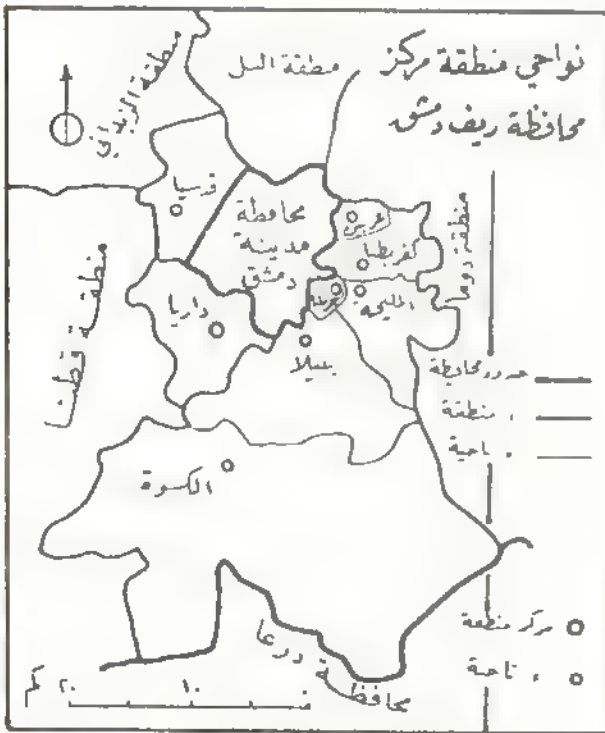 نواحي منطقة مركز
محافظة ريف دمشق
منطقة التل
منطقة الزبداني
قدسيا
محافظة
مدينة
دمشق
عربين
كفربطنا
المليحة
جرمانا
منطقة دوما
منطقة قطنا
داريا
ببيلا
الكسوة
حدود محافظة
، منطقة
، ناحية
مركز منطقة
، ناحية
محافظة درعا
٢٠ كم
١٠